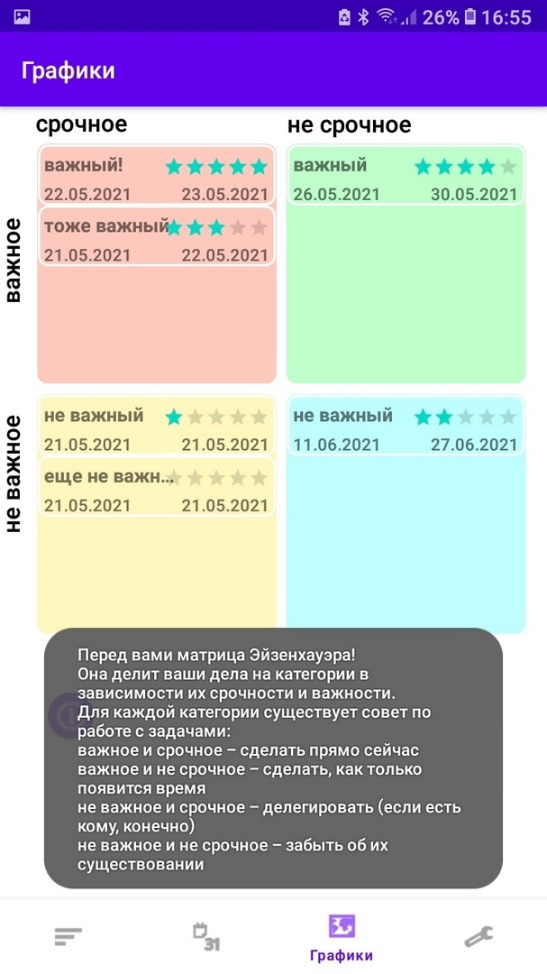 26% 16:55
Графики
срочное не срочное
важное
важный!
22.05.2021 23.05.2021
тоже важный
21.05.2021 22.05.2021
важный
26.05.2021 30.05.2021
не важное
не важный
21.05.2021 21.05.2021
еще не важн...
21.05.2021 21.05.2021
не важный
11.06.2021 27.06.2021
Перед вами матрица Эйзенхауэра!
Она делит ваши дела на категории в
зависимости их срочности и важности.
Для каждой категории существует совет по
работе с задачами:
важное и срочное – сделать прямо сейчас
важное и не срочное – сделать, как только
появится время
не важное и срочное – делегировать (если есть
кому, конечно)
не важное и не срочное – забыть об их
существовании
31
Графики